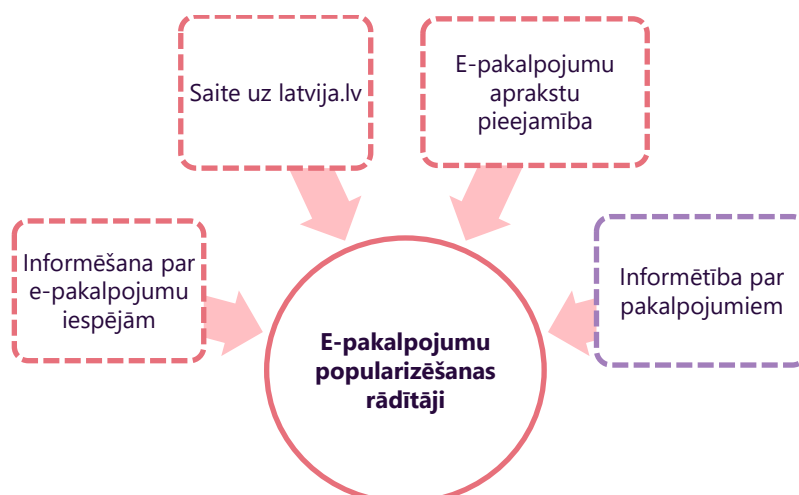 Saite uz latvija.lv
E-pakalpojumu
aprakstu
pieejamība
Informēšana par
e-pakalpojumu
iespējām
Informētība par
pakalpojumiem
E-pakalpojumu
popularizēšanas
rādītāji